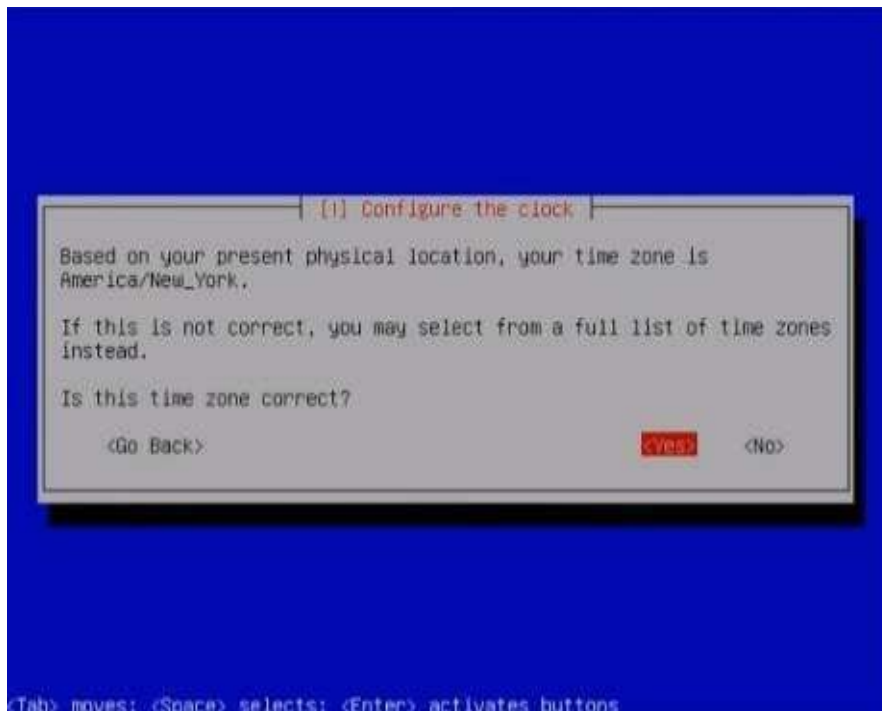 [!] Configure the clock
Based on your present physical location, your time zone is
America/New_York.
If this is not correct, you may select from a full list of time zones
instead.
Is this time zone correct?
<Go Back> <Yes> <No>
<Tab> moves; <Space> selects; <Enter> activates buttons